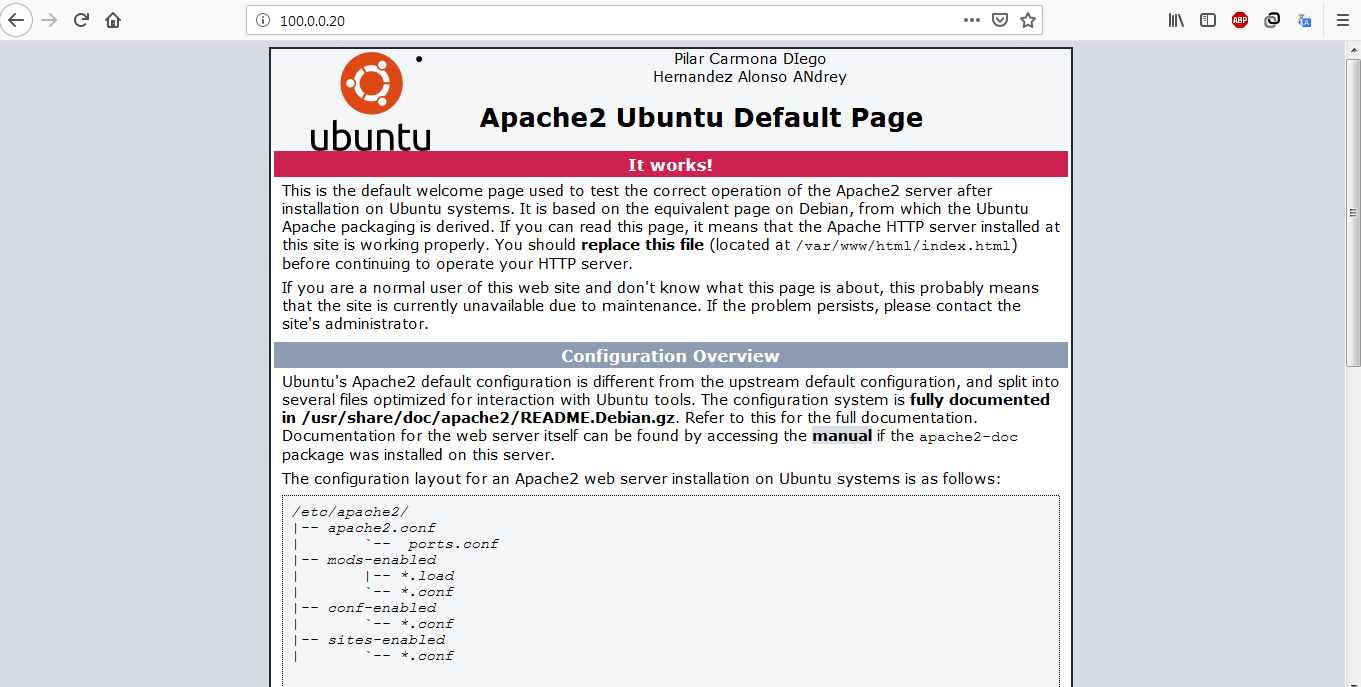 100.0.0.20
ABP
Pilar Carmona DIego
Hernandez Alonso ANdrey
ubuntu
Apache2 Ubuntu Default Page
It works!
This is the default welcome page used to test the correct operation of the Apache2 server after
installation on Ubuntu systems. It is based on the equivalent page on Debian, from which the Ubuntu
Apache packaging is derived. If you can read this page, it means that the Apache HTTP server installed at
this site is working properly. You should replace this file (located at /var/www/html/index.html)
before continuing to operate your HTTP server.
If you are a normal user of this web site and don't know what this page is about, this probably means
that the site is currently unavailable due to maintenance. If the problem persists, please contact the
site's administrator.
Configuration Overview
Ubuntu's Apache2 default configuration is different from the upstream default configuration, and split into
several files optimized for interaction with Ubuntu tools. The configuration system is fully documented
in /usr/share/doc/apache2/README.Debian.gz. Refer to this for the full documentation.
Documentation for the web server itself can be found by accessing the manual if the apache2-doc
package was installed on this server.
The configuration layout for an Apache2 web server installation on Ubuntu systems is as follows:
/etc/apache2/
|-- apache2.conf
|       `--  ports.conf
|-- mods-enabled
|       |-- *.load
|       `-- *.conf
|-- conf-enabled
|       `-- *.conf
|-- sites-enabled
|       `-- *.conf